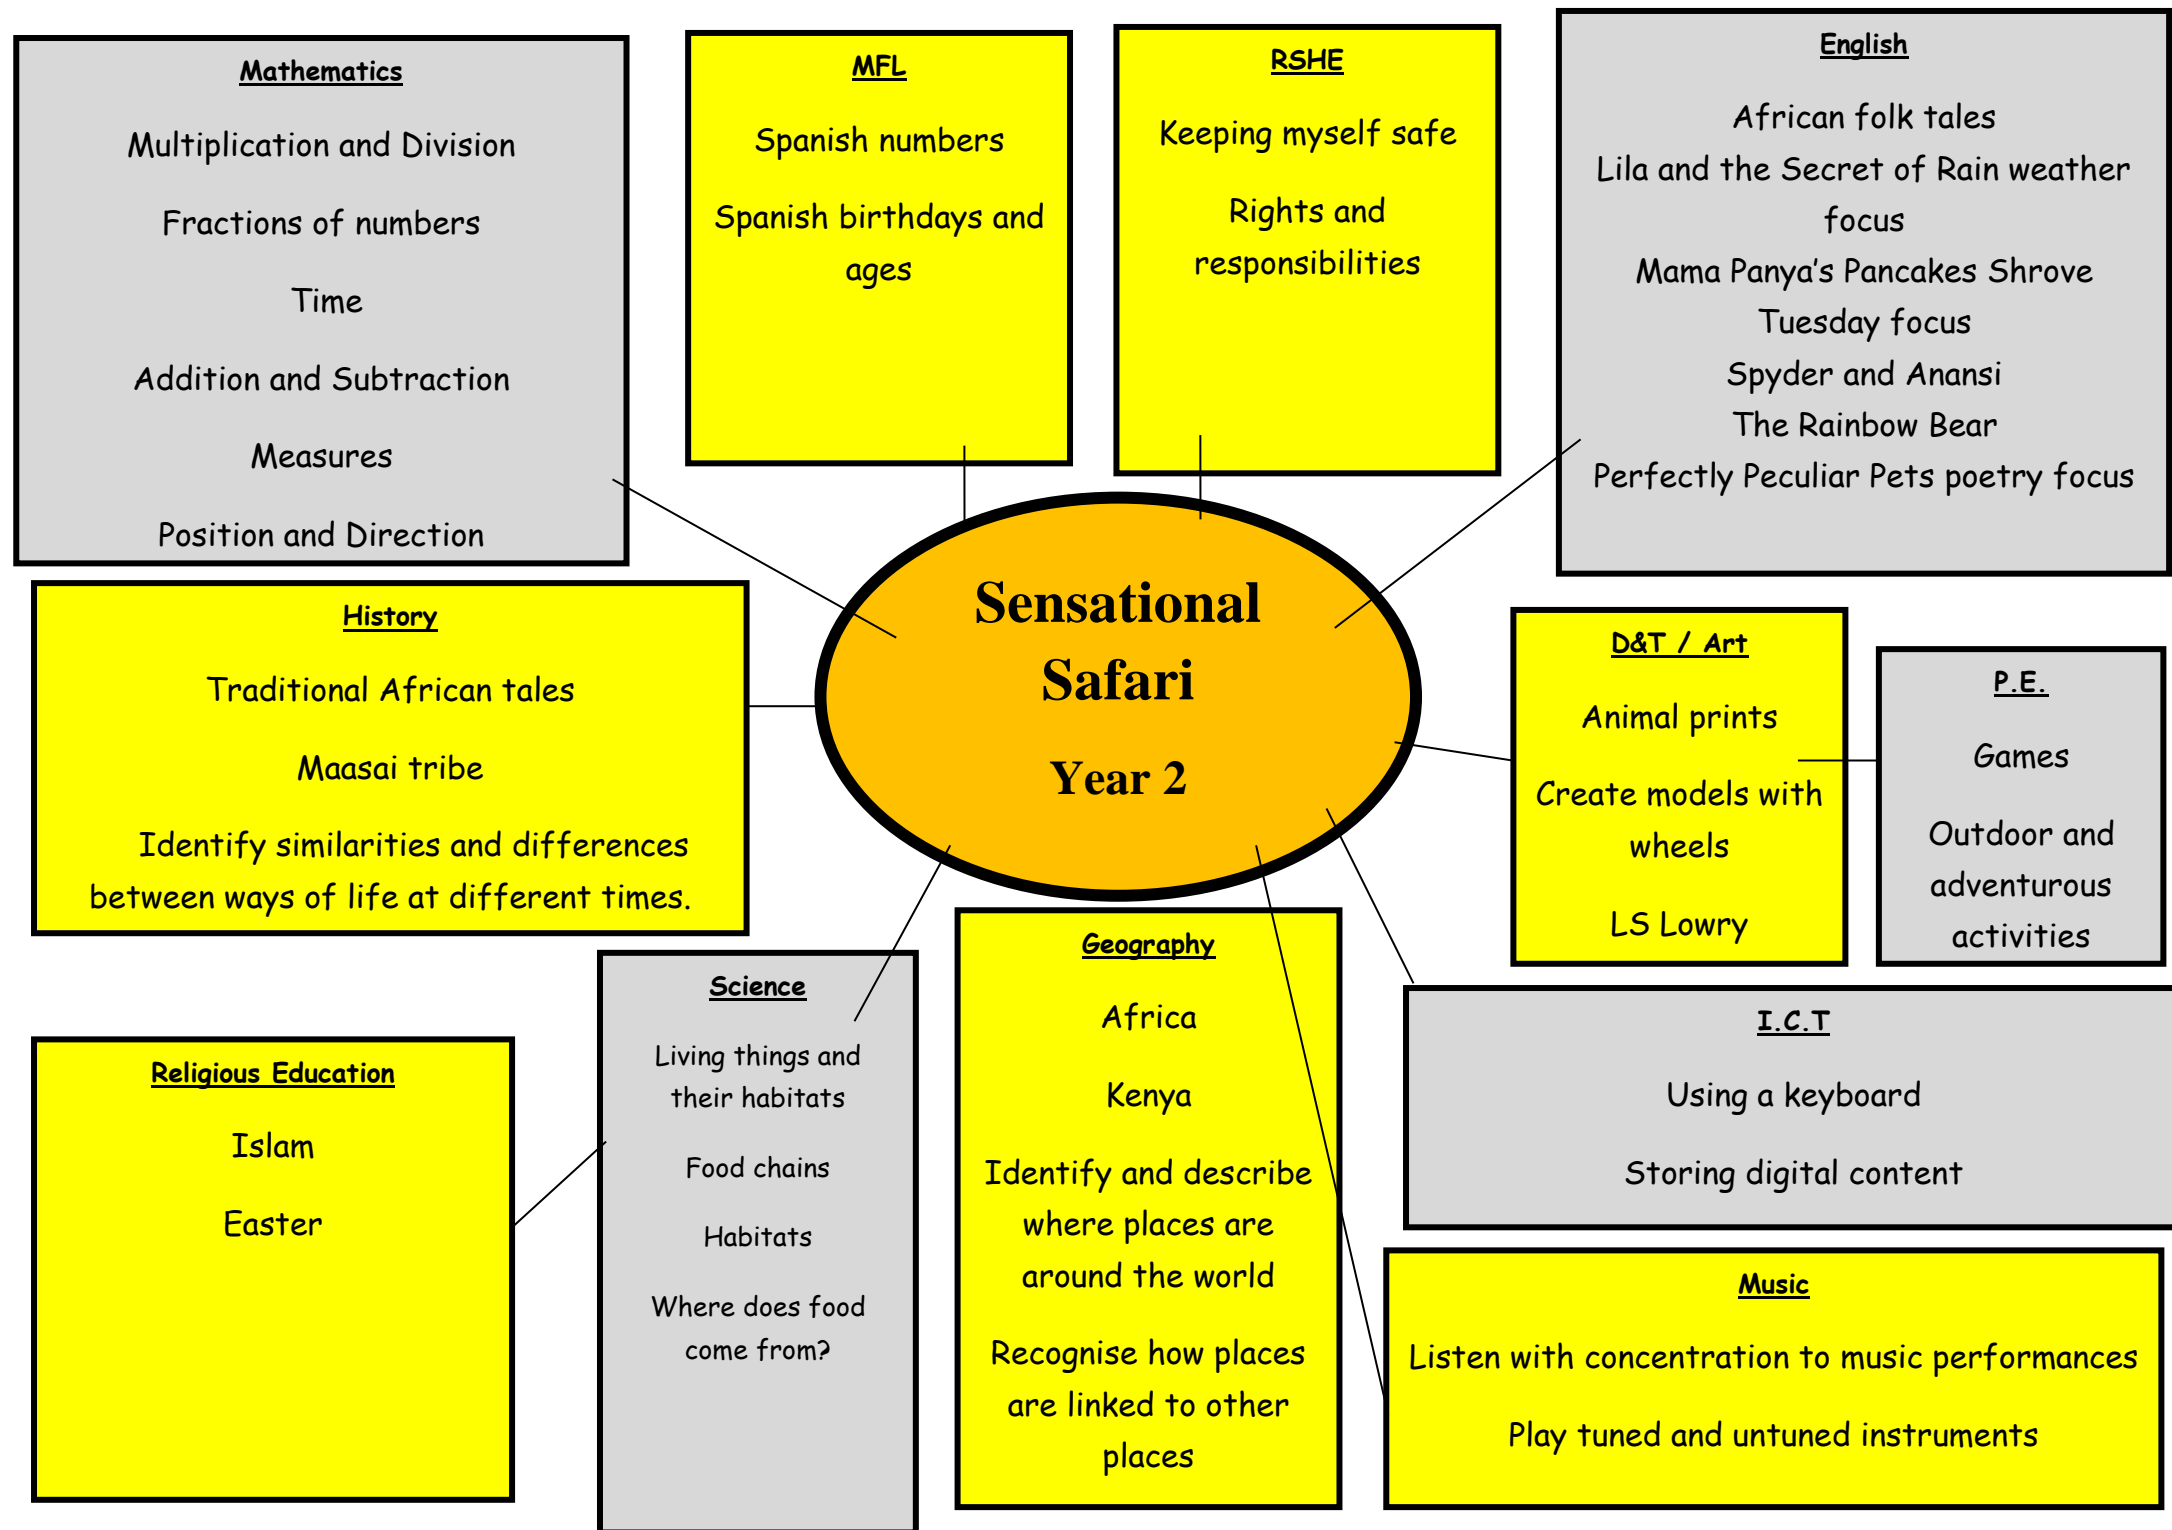 Mathematics
Multiplication and Division
Fractions of numbers
Time
Addition and Subtraction
Measures
Position and Direction
MFL
Spanish numbers
Spanish birthdays and
ages
RSHE
Keeping myself safe
Rights and
responsibilities
English
African folk tales
Lila and the Secret of Rain weather
focus
Mama Panya's Pancakes Shrove
Tuesday focus
Spyder and Anansi
The Rainbow Bear
Perfectly Peculiar Pets poetry focus
Sensational
Safari
Year 2
History
Traditional African tales
Maasai tribe
Identify similarities and differences
between ways of life at different times.
D&T / Art
Animal prints
Create models with
wheels
LS Lowry
P.E.
Games
Outdoor and
adventurous
activities
Religious Education
Islam
Easter
Science
Living things and
their habitats
Food chains
Habitats
Where does food
come from?
Geography
Africa
Kenya
Identify and describe
where places are
around the world
Recognise how places
are linked to other
places
I.C.T
Using a keyboard
Storing digital content
Music
Listen with concentration to music performances
Play tuned and untuned instruments